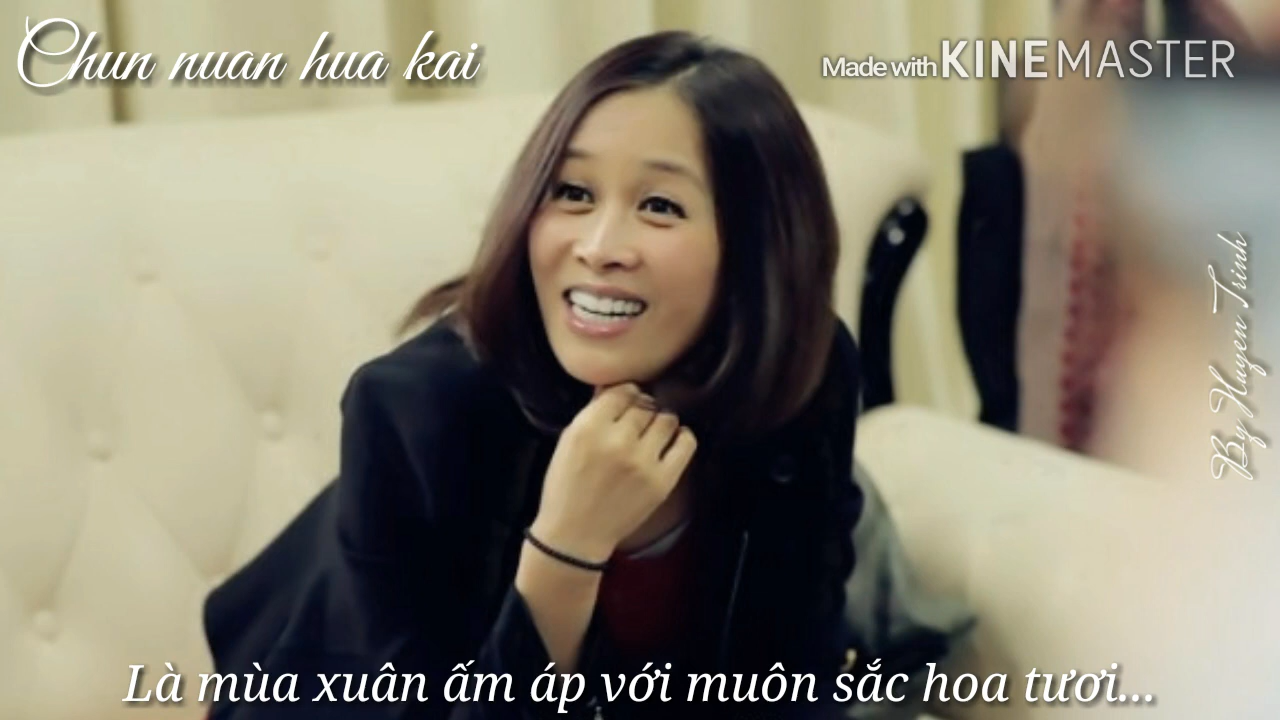 Chun nuan hua kai
Made with KINEMASTER
By Huyen Trinh
Là mùa xuân ấm áp với muôn sắc hoa tươi...